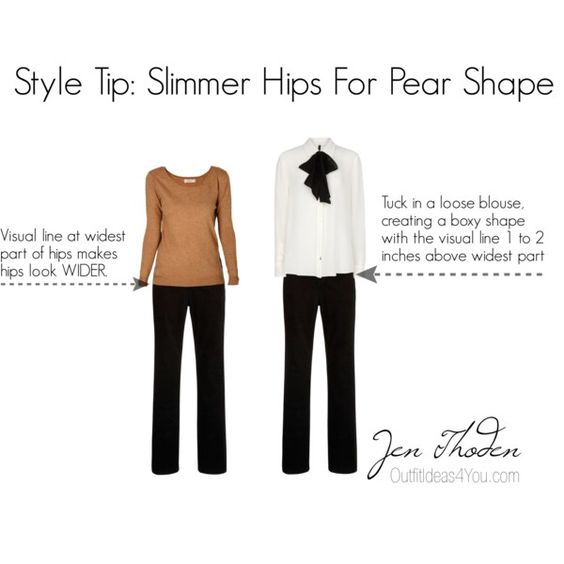 Style Tip: Slimmer Hips For Pear Shape
Visual line at widest
part of hips makes
hips look WIDER.
Tuck in a loose blouse,
creating a boxy shape
with the visual line 1 to 2
inches above widest part
Jen Thoden
OutfitIdeas4You.com